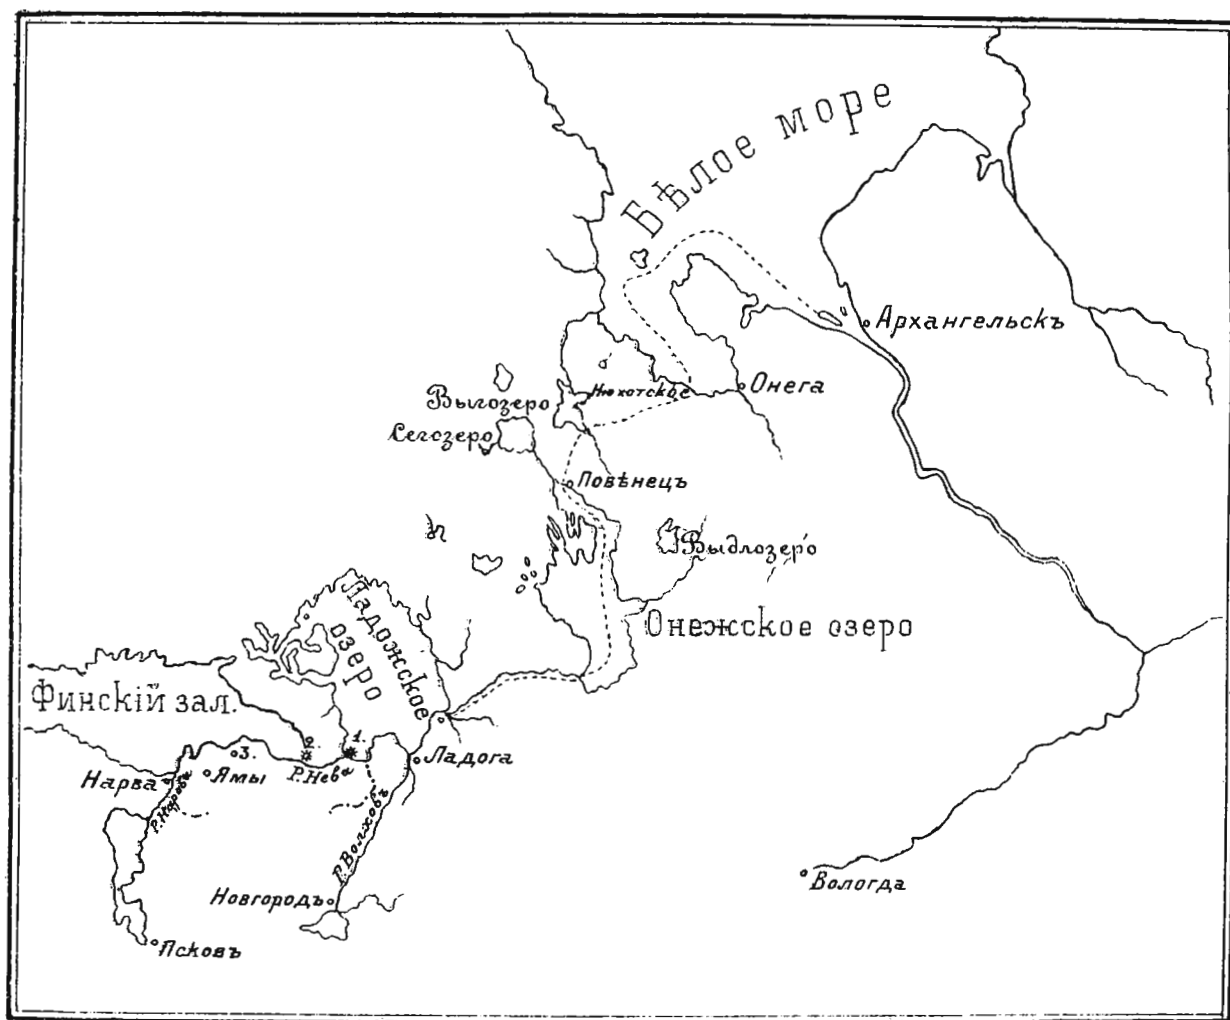 Бѣлое море
Архангельскъ
Онега
Нюхотское
Выгозеро
Сегозеро
Повѣнецъ
Выдлозеро
Онежское озеро
Ладожское
озеро
Финскій зал.
1.
2.
3.
Р.Нева
Ладога
Нарва
Ямы
Р.Нарова
Р.Волховъ
Новгородъ
Псковъ
Вологда